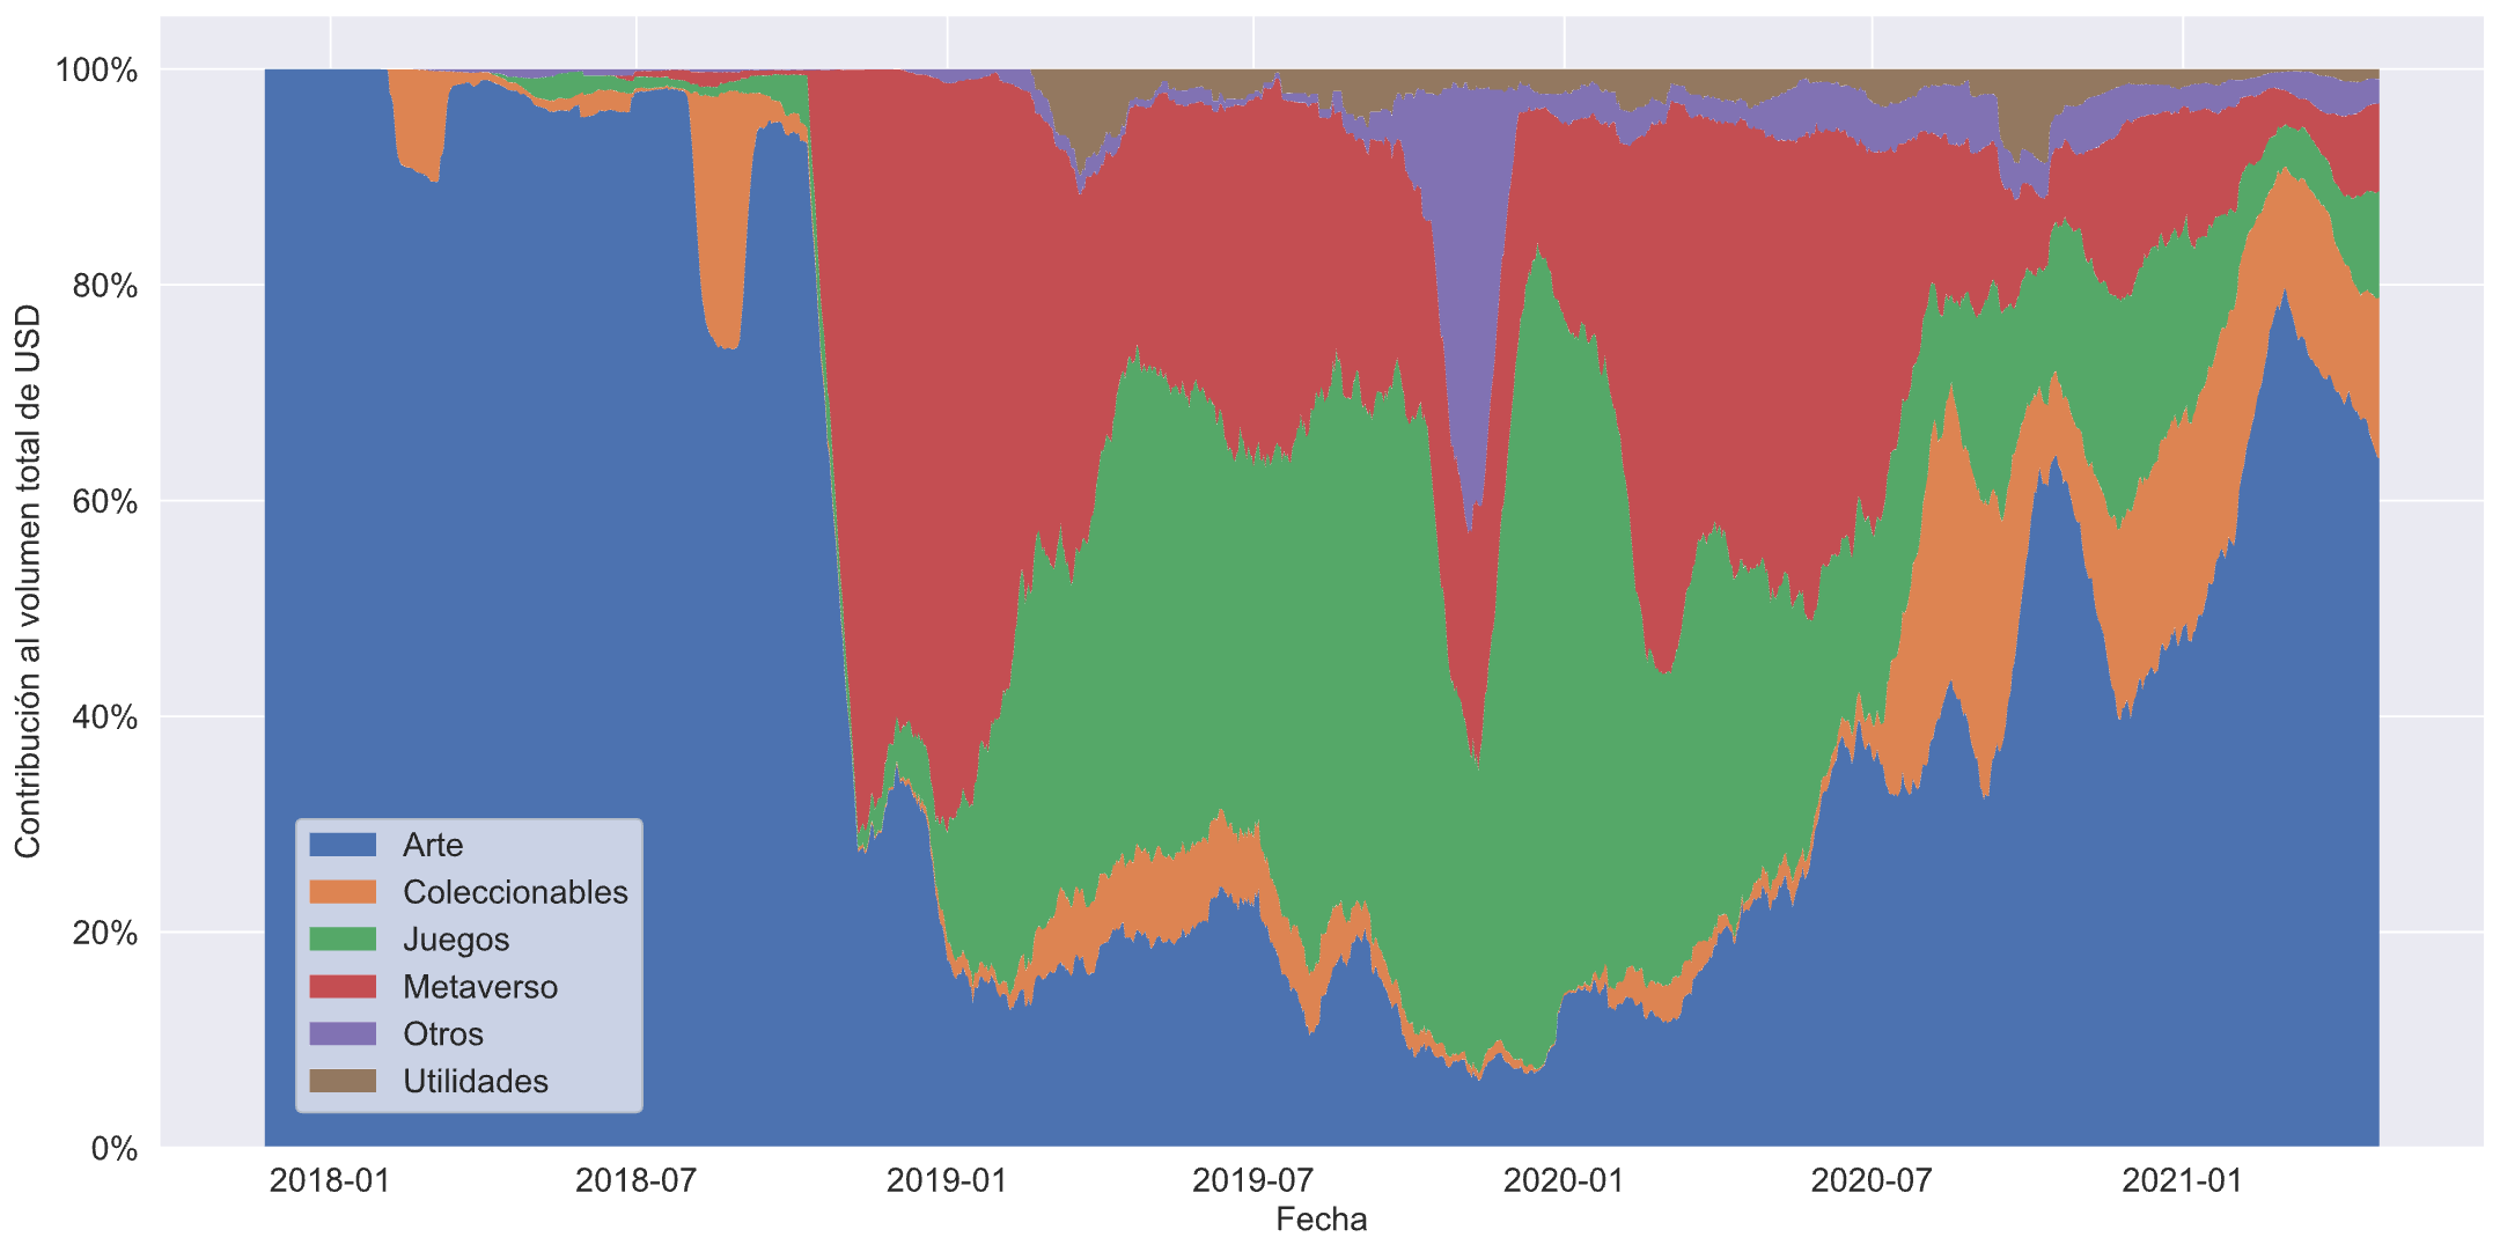 Contribución al volumen total de USD
100%
80%
60%
40%
20%
0%
Arte
Coleccionables
Juegos
Metaverso
Otros
Utilidades
2018-01 2018-07 2019-01 2019-07 2020-01 2020-07 2021-01
Fecha